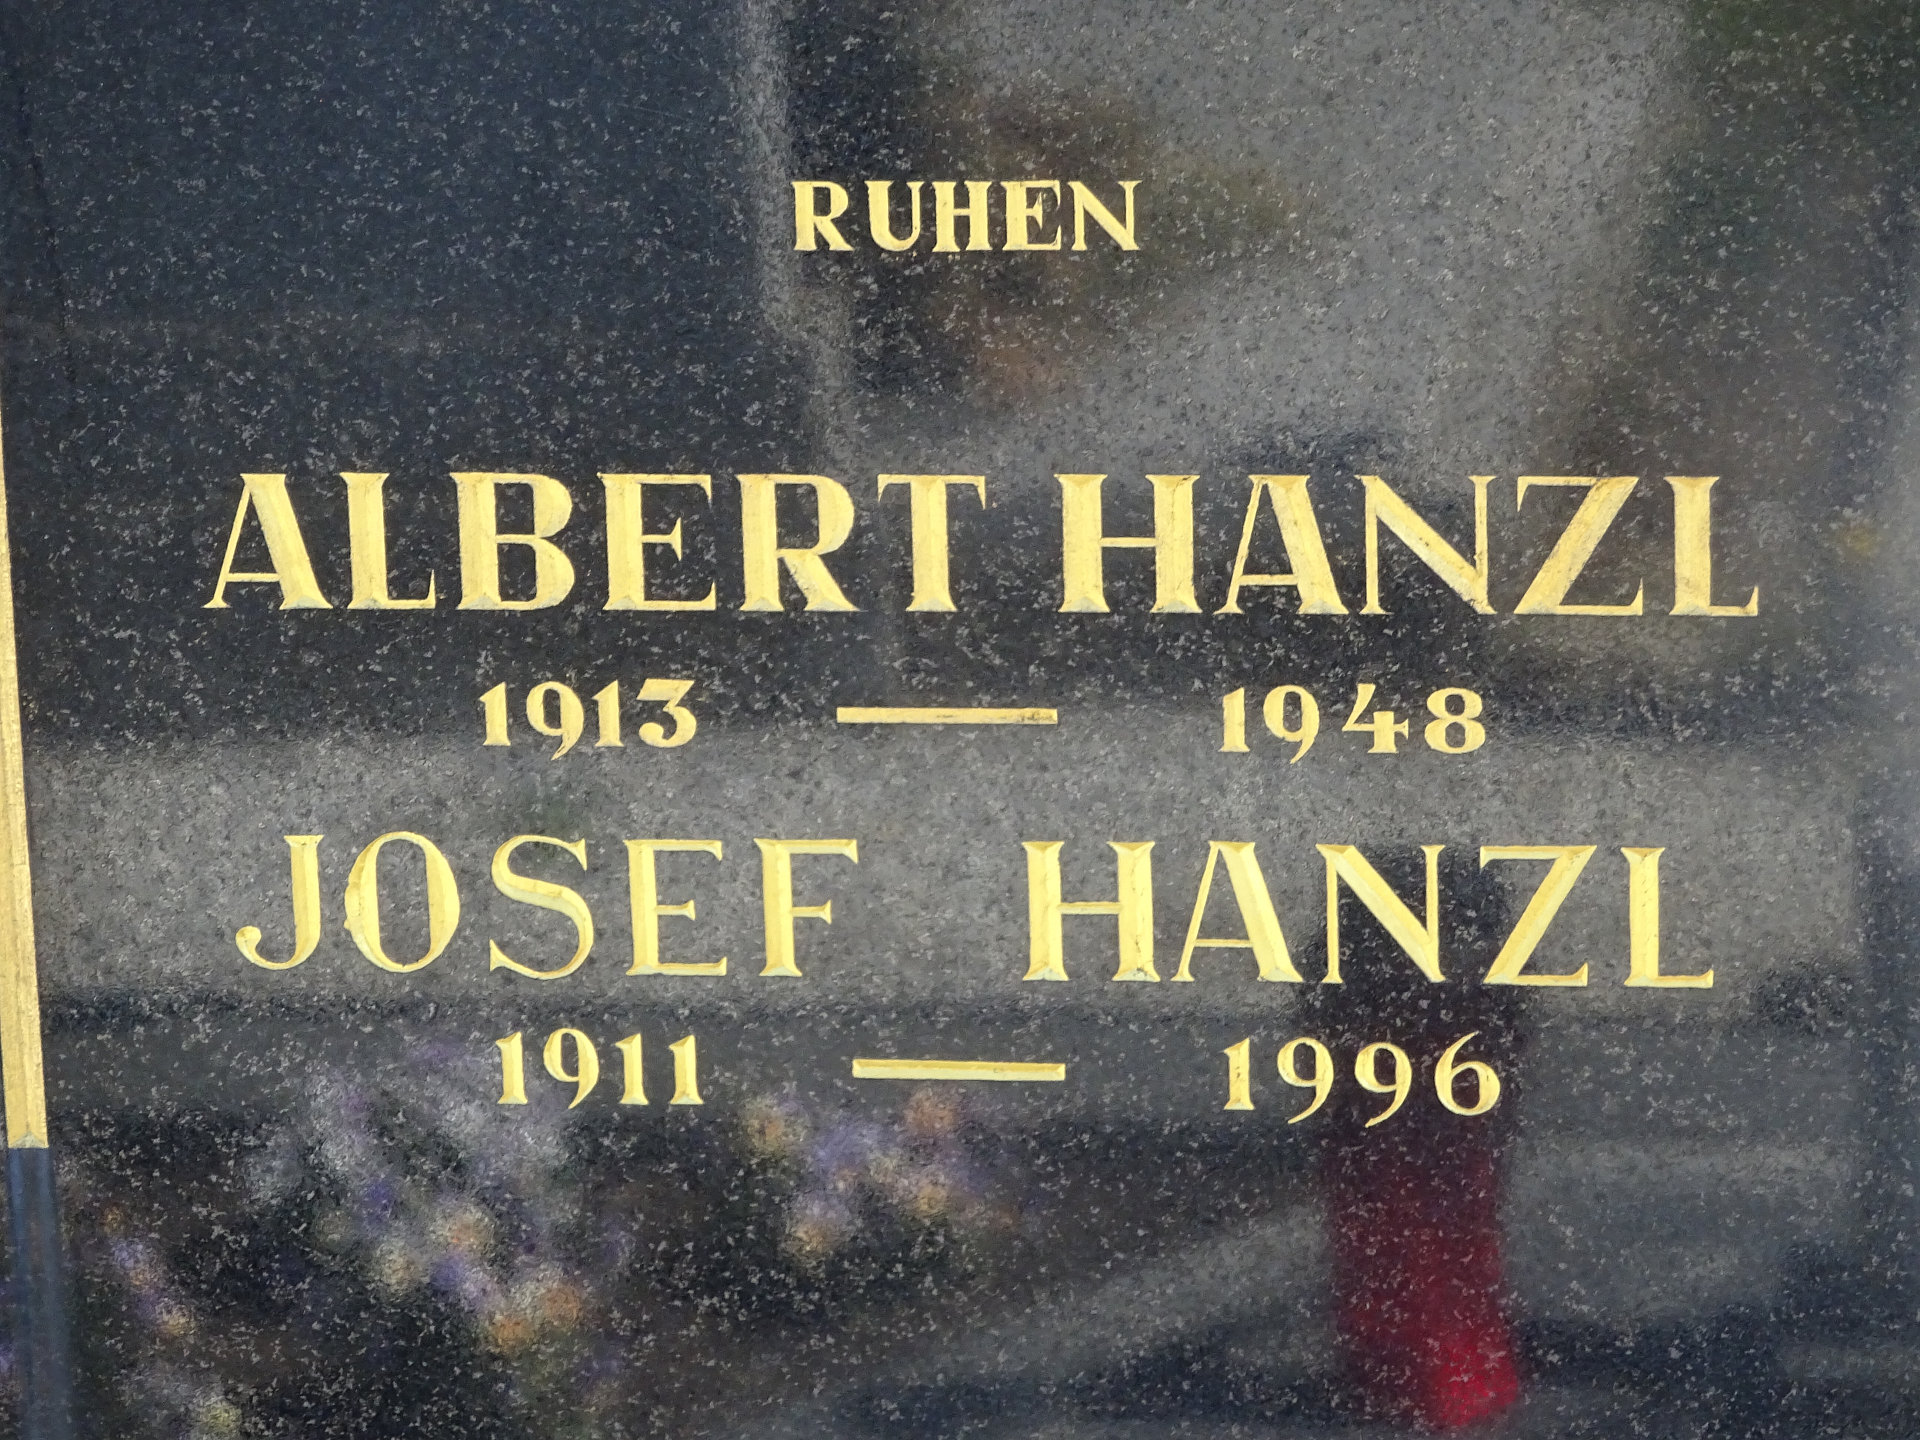 RUHEN
ALBERT HANZL
1913 — 1948
JOSEF HANZL
1911 — 1996